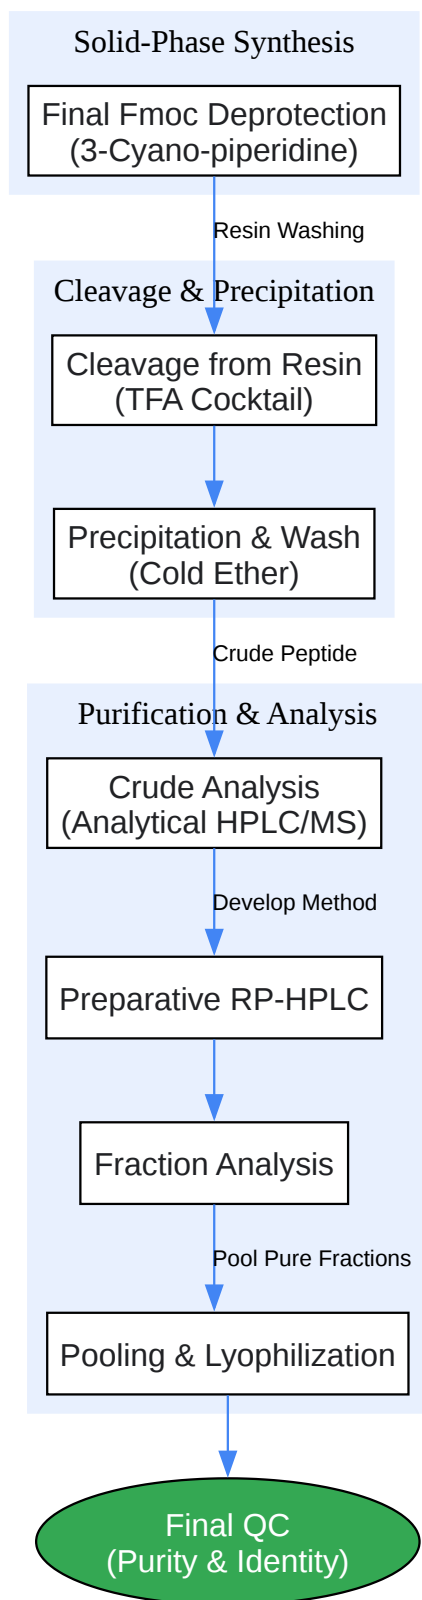 Solid-Phase Synthesis
Final Fmoc Deprotection
(3-Cyano-piperidine)
Resin Washing
Cleavage & Precipitation
Cleavage from Resin
(TFA Cocktail)
Precipitation & Wash
(Cold Ether)
Crude Peptide
Purification & Analysis
Crude Analysis
(Analytical HPLC/MS)
Develop Method
Preparative RP-HPLC
Fraction Analysis
Pool Pure Fractions
Pooling & Lyophilization
Final QC
(Purity & Identity)